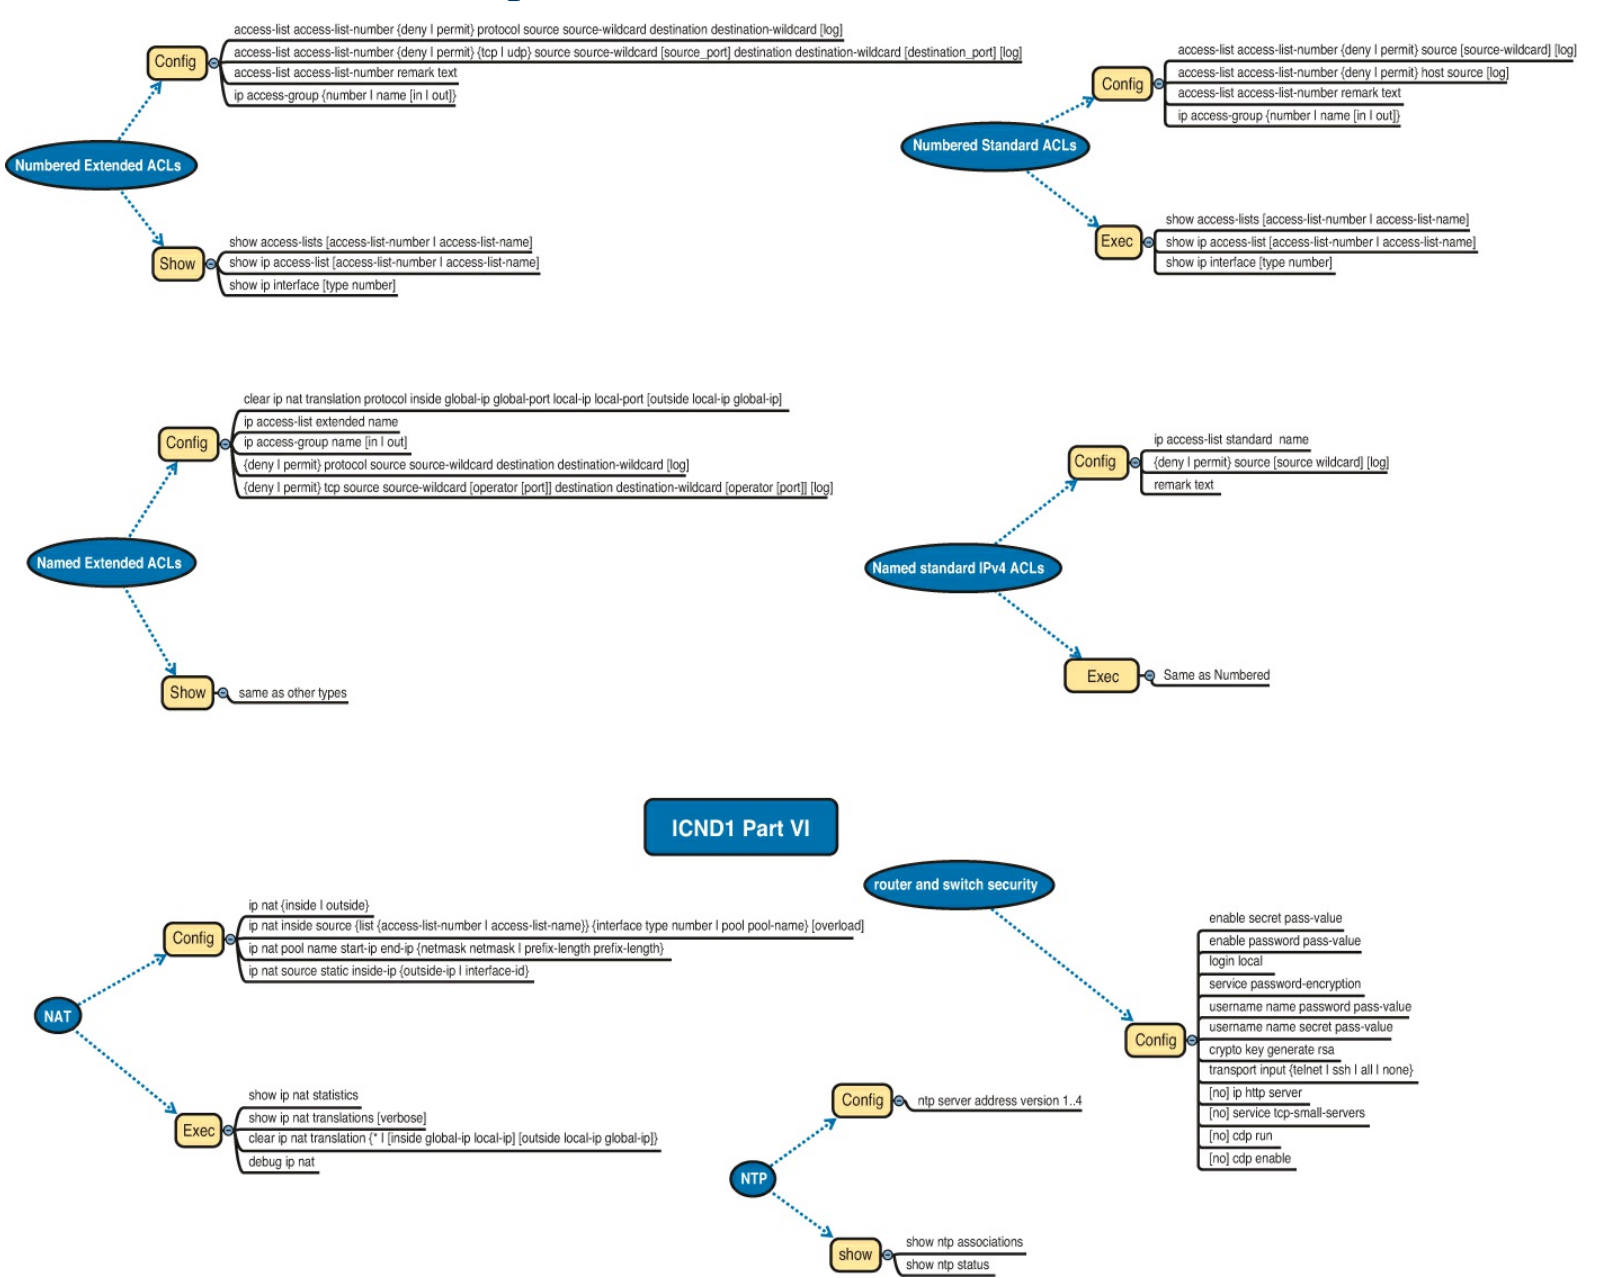 Numbered Extended ACLs
Config
access-list access-list-number {deny | permit} protocol source source-wildcard destination destination-wildcard [log]
access-list access-list-number {deny | permit} {tcp | udp} source source-wildcard [source_port] destination destination-wildcard [destination_port] [log]
access-list access-list-number remark text
ip access-group {number | name [in | out]}
Show
show access-lists [access-list-number | access-list-name]
show ip access-list [access-list-number | access-list-name]
show ip interface [type number]
Numbered Standard ACLs
Config
access-list access-list-number {deny | permit} source [source-wildcard] [log]
access-list access-list-number {deny | permit} host source [log]
access-list access-list-number remark text
ip access-group {number | name [in | out]}
Exec
show access-lists [access-list-number | access-list-name]
show ip access-list [access-list-number | access-list-name]
show ip interface [type number]
Named Extended ACLs
Config
clear ip nat translation protocol inside global-ip global-port local-ip local-port [outside local-ip global-ip]
ip access-list extended name
ip access-group name [in | out]
{deny | permit} protocol source source-wildcard destination destination-wildcard [log]
{deny | permit} tcp source source-wildcard [operator [port]] destination destination-wildcard [operator [port]] [log]
Show
same as other types
Named standard IPv4 ACLs
Config
ip access-list standard name
{deny | permit} source [source wildcard] [log]
remark text
Exec
Same as Numbered
ICND1 Part VI
NAT
Config
ip nat {inside | outside}
ip nat inside source {list {access-list-number | access-list-name}} {interface type number | pool pool-name} [overload]
ip nat pool name start-ip end-ip {netmask netmask | prefix-length prefix-length}
ip nat source static inside-ip {outside-ip | interface-id}
Exec
show ip nat statistics
show ip nat translations [verbose]
clear ip nat translation {* | [inside global-ip local-ip] [outside local-ip global-ip]}
debug ip nat
router and switch security
Config
enable secret pass-value
enable password pass-value
login local
service password-encryption
username name password pass-value
username name secret pass-value
crypto key generate rsa
transport input {telnet | ssh | all | none}
[no] ip http server
[no] service tcp-small-servers
[no] cdp run
[no] cdp enable
NTP
Config
ntp server address version 1..4
show
show ntp associations
show ntp status